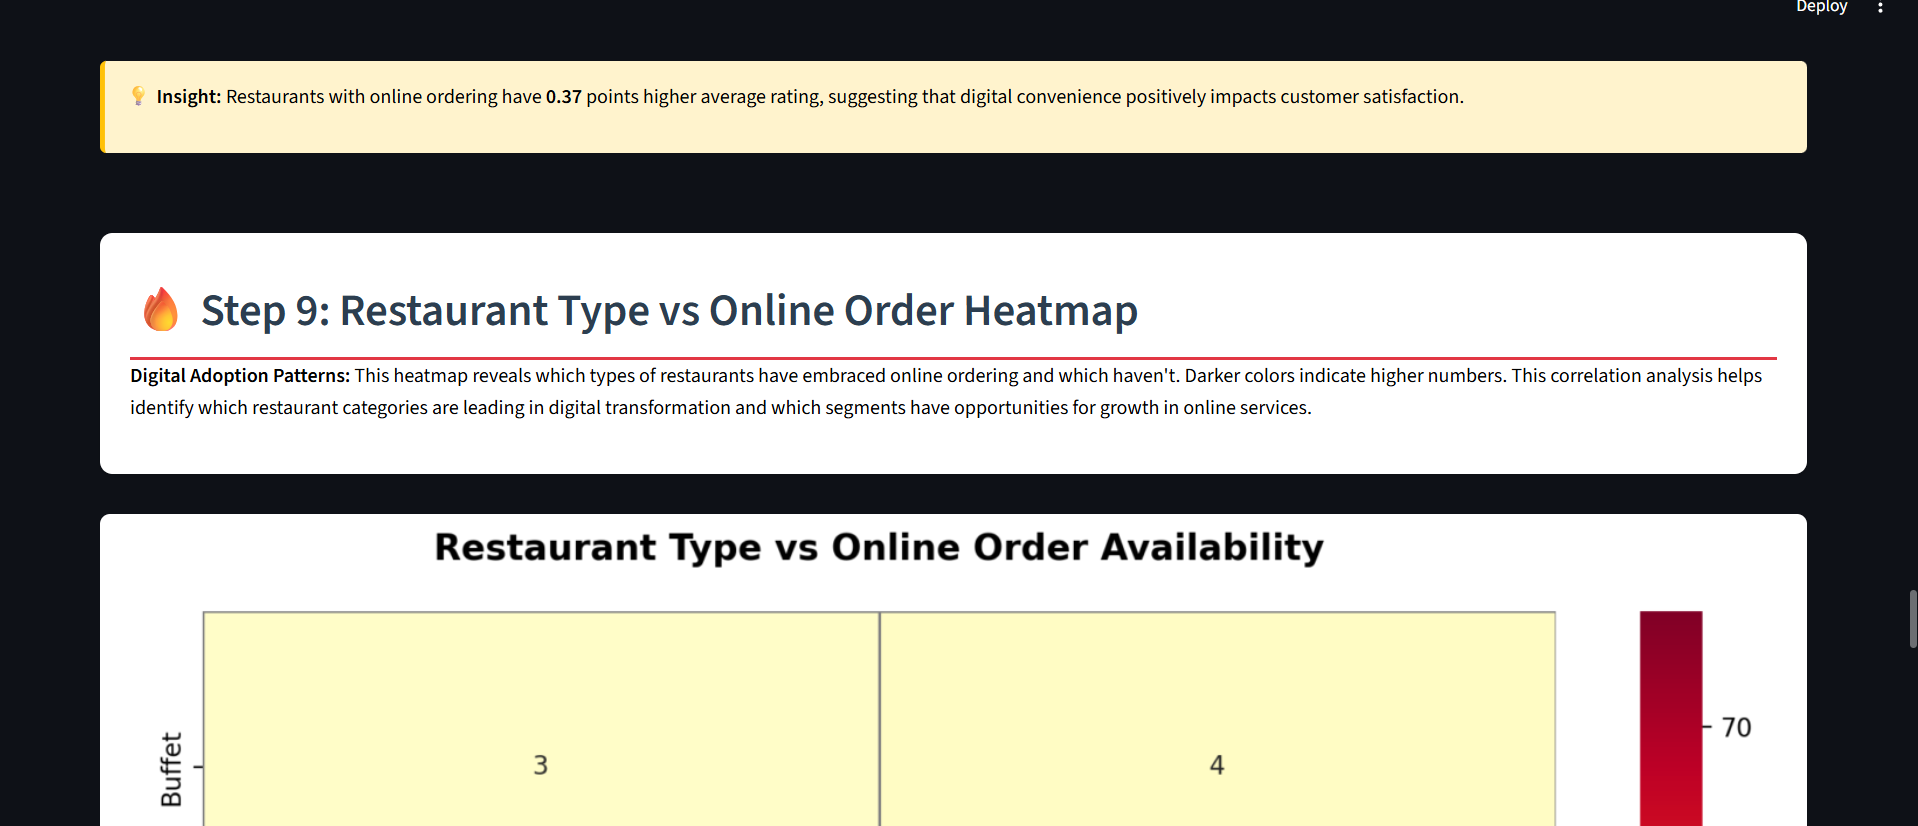 Deploy
Insight: Restaurants with online ordering have 0.37 points higher average rating, suggesting that digital convenience positively impacts customer satisfaction.
Step 9: Restaurant Type vs Online Order Heatmap
Digital Adoption Patterns: This heatmap reveals which types of restaurants have embraced online ordering and which haven't. Darker colors indicate higher numbers. This correlation analysis helps
identify which restaurant categories are leading in digital transformation and which segments have opportunities for growth in online services.
Restaurant Type vs Online Order Availability
70
Buffet
3 4